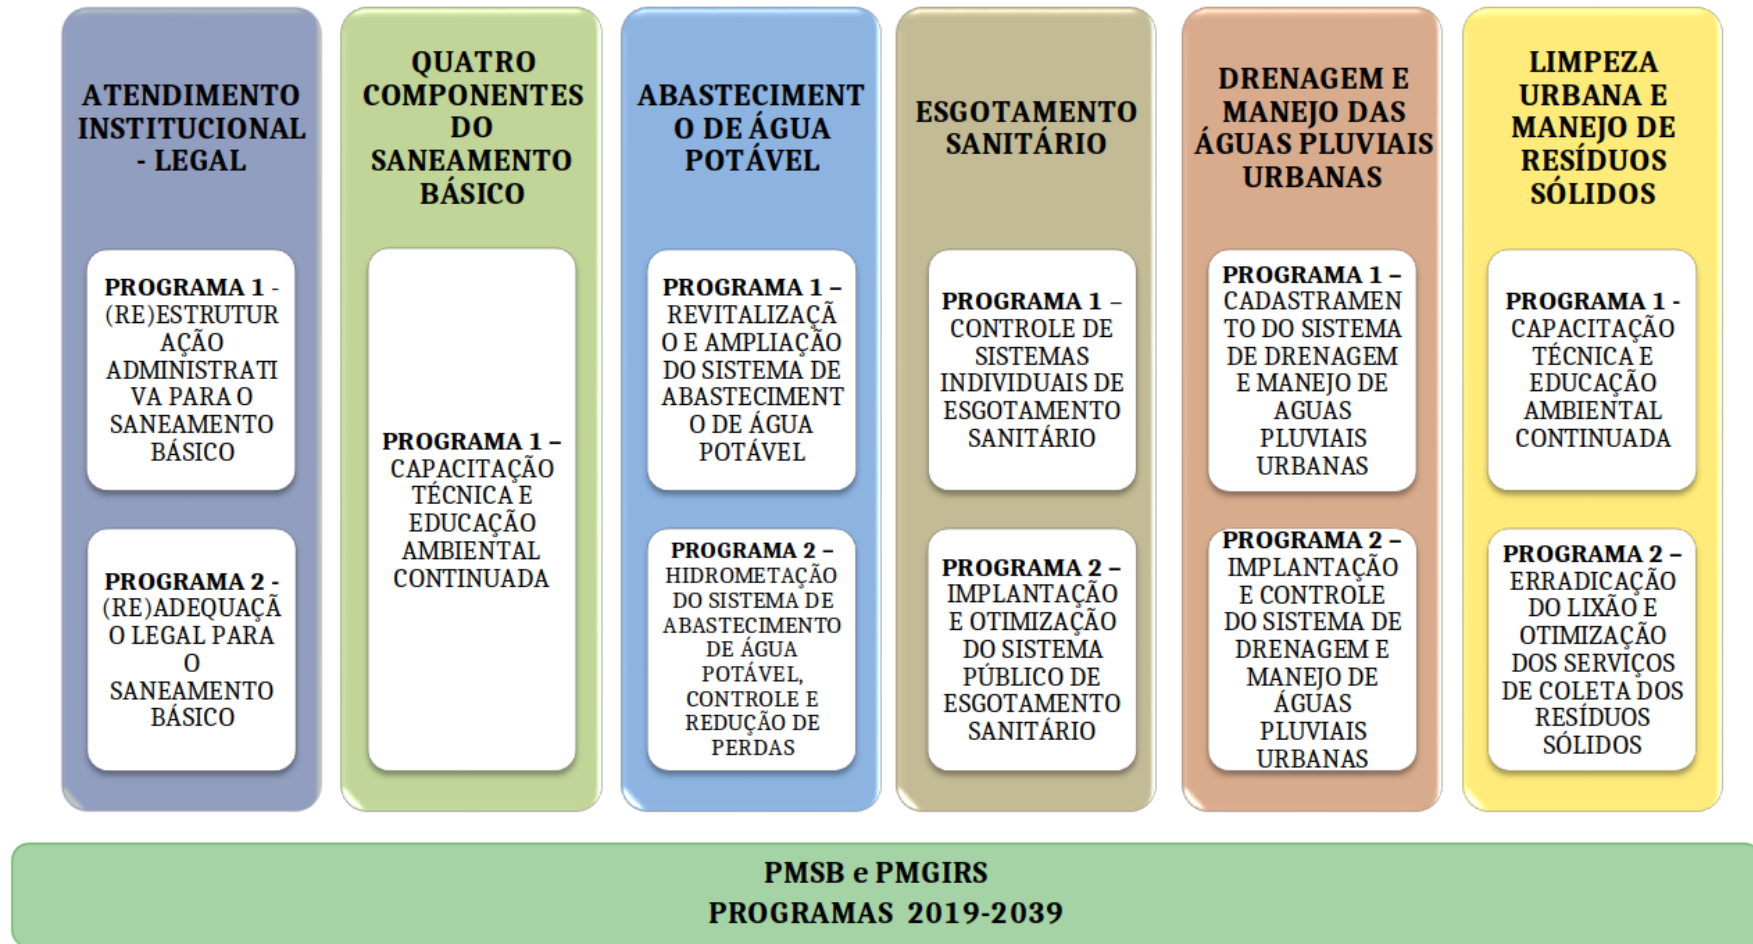 ATENDIMENTO
INSTITUCIONAL
- LEGAL
PROGRAMA 1 -
(RE)ESTRUTUR
AÇÃO
ADMINISTRATI
VA PARA O
SANEAMENTO
BÁSICO
PROGRAMA 2 -
(RE)ADEQUAÇÃ
O LEGAL PARA
O
SANEAMENTO
BÁSICO
QUATRO
COMPONENTES
DO
SANEAMENTO
BÁSICO
PROGRAMA 1 –
CAPACITAÇÃO
TÉCNICA E
EDUCAÇÃO
AMBIENTAL
CONTINUADA
ABASTECIMENT
O DE ÁGUA
POTÁVEL
PROGRAMA 1 –
REVITALIZAÇÃ
O E AMPLIAÇÃO
DO SISTEMA DE
ABASTECIMENT
O DE ÁGUA
POTÁVEL
PROGRAMA 2 –
HIDROMETAÇÃO
DO SISTEMA DE
ABASTECIMENTO
DE ÁGUA
POTÁVEL,
CONTROLE E
REDUÇÃO DE
PERDAS
ESGOTAMENTO
SANITÁRIO
PROGRAMA 1 –
CONTROLE DE
SISTEMAS
INDIVIDUAIS DE
ESGOTAMENTO
SANITÁRIO
PROGRAMA 2 –
IMPLANTAÇÃO
E OTIMIZAÇÃO
DO SISTEMA
PÚBLICO DE
ESGOTAMENTO
SANITÁRIO
DRENAGEM E
MANEJO DAS
ÁGUAS PLUVIAIS
URBANAS
PROGRAMA 1 –
CADASTRAMEN
TO DO SISTEMA
DE DRENAGEM
E MANEJO DE
AGUAS
PLUVIAIS
URBANAS
PROGRAMA 2 –
IMPLANTAÇÃO
E CONTROLE
DO SISTEMA DE
DRENAGEM E
MANEJO DE
ÁGUAS
PLUVIAIS
URBANAS
LIMPEZA
URBANA E
MANEJO DE
RESÍDUOS
SÓLIDOS
PROGRAMA 1 -
CAPACITAÇÃO
TÉCNICA E
EDUCAÇÃO
AMBIENTAL
CONTINUADA
PROGRAMA 2 –
ERRADICAÇÃO
DO LIXÃO E
OTIMIZAÇÃO
DOS SERVIÇOS
DE COLETA DOS
RESÍDUOS
SÓLIDOS
PMSB e PMGIRS
PROGRAMAS 2019-2039